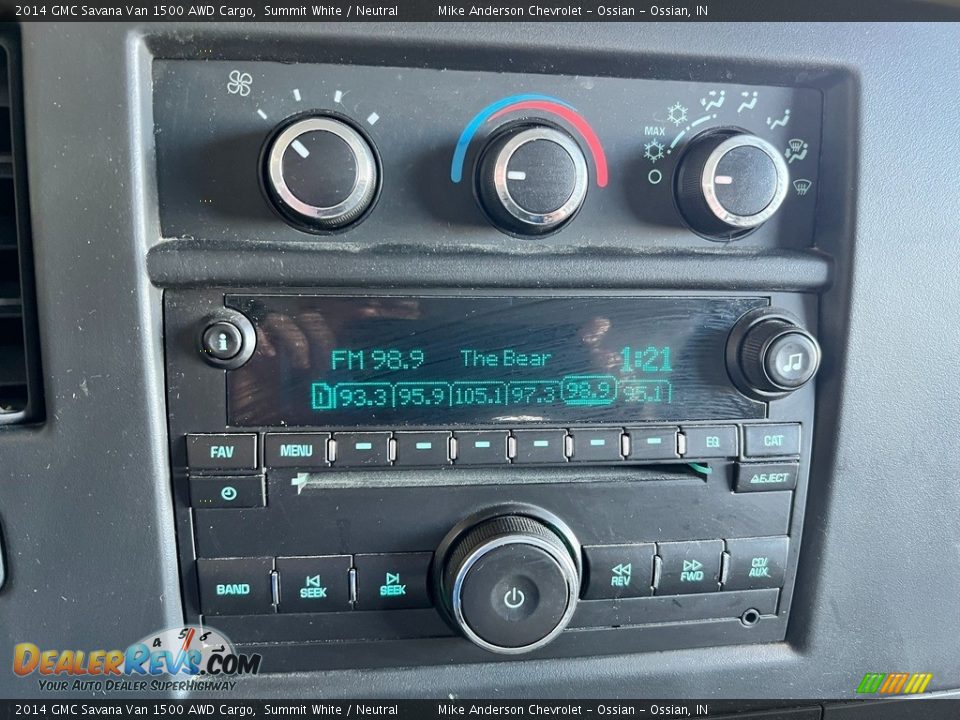 2014 GMC Savana Van 1500 AWD Cargo, Summit White / Neutral Mike Anderson Chevrolet - Ossian - Ossian, IN
MAX
FM 98.9 The Bear 1:21
D 93.3 95.9 105.1 97.3 98.9 95.1
i
FAV MENU EQ CAT
EJECT
BAND SEEK SEEK REV FWD CD/AUX
4 5 6
DealerRevs.com
Your Auto Dealer SuperHighway
2014 GMC Savana Van 1500 AWD Cargo, Summit White / Neutral Mike Anderson Chevrolet - Ossian - Ossian, IN